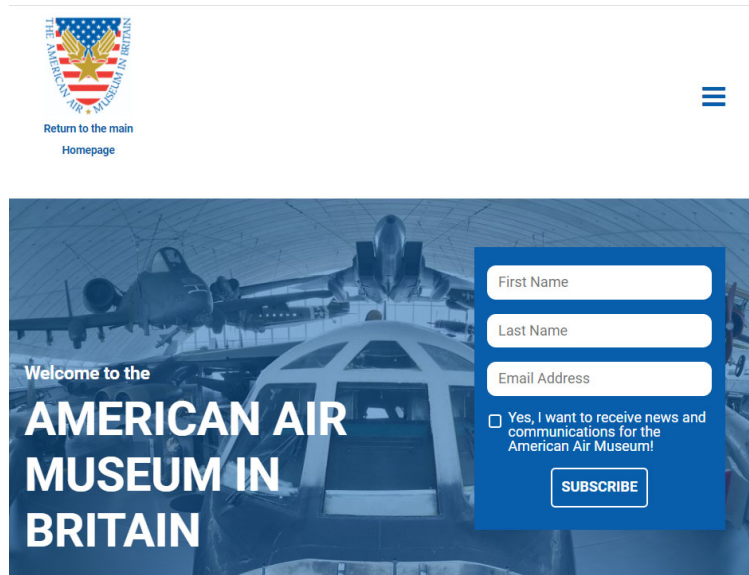 THE AMERICAN AIR MUSEUM IN BRITAIN
Return to the main
Homepage
Welcome to the
AMERICAN AIR
MUSEUM IN
BRITAIN
First Name
Last Name
Email Address
Yes, I want to receive news and
communications for the
American Air Museum!
SUBSCRIBE